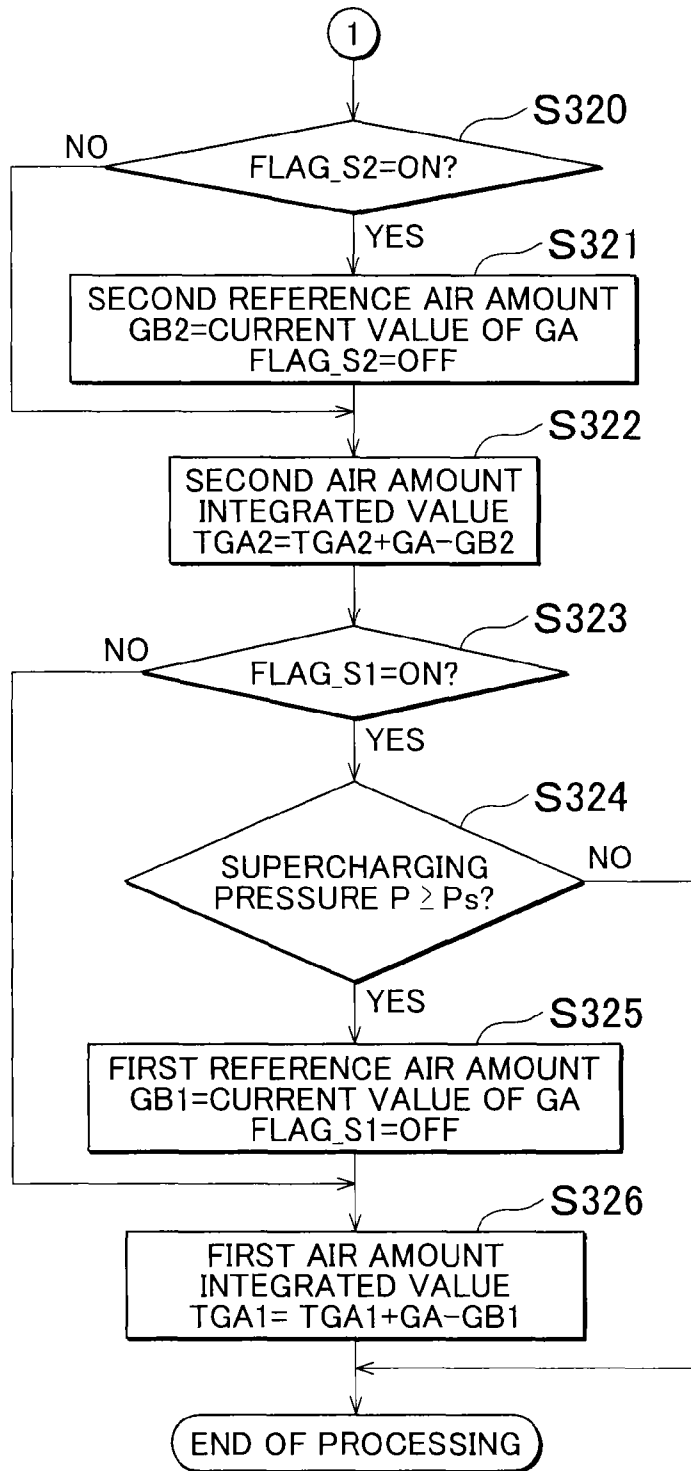 1
S320
NO
FLAG_S2=ON?
YES
S321
SECOND REFERENCE AIR AMOUNT
GB2=CURRENT VALUE OF GA
FLAG_S2=OFF
S322
SECOND AIR AMOUNT
INTEGRATED VALUE
TGA2=TGA2+GA-GB2
S323
NO
FLAG_S1=ON?
YES
S324
NO
SUPERCHARGING
PRESSURE P ≥ Ps?
YES
S325
FIRST REFERENCE AIR AMOUNT
GB1=CURRENT VALUE OF GA
FLAG_S1=OFF
S326
FIRST AIR AMOUNT
INTEGRATED VALUE
TGA1= TGA1+GA-GB1
END OF PROCESSING